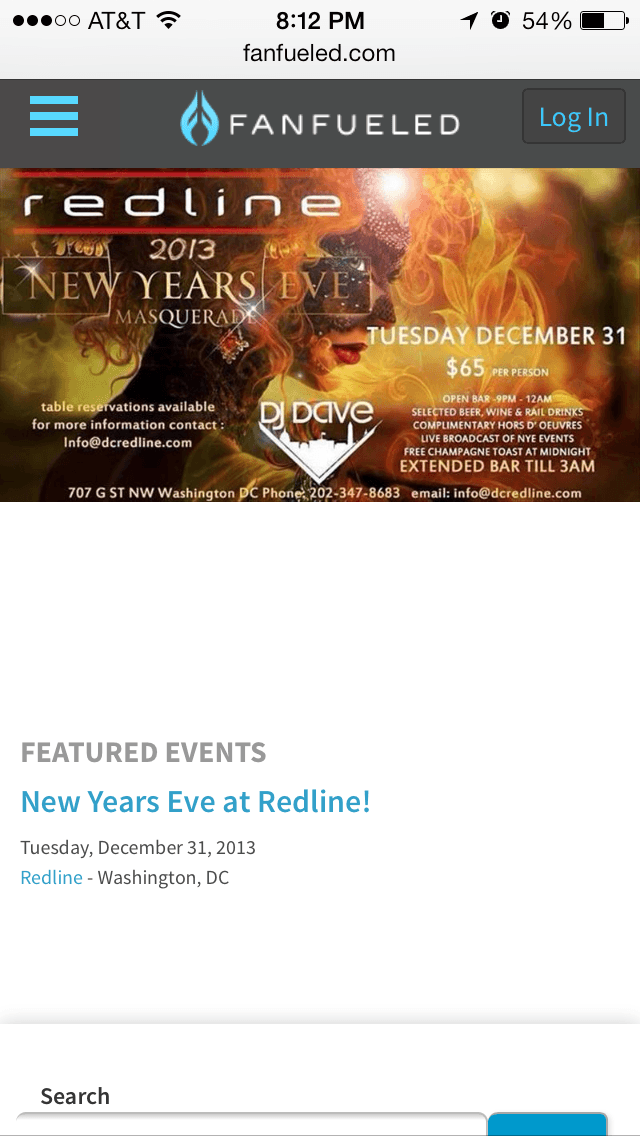 AT&T 8:12 PM 54%
fanfueled.com
FANFUELED Log In
redline
2013
NEW YEARS EVE
MASQUERADE
TUESDAY DECEMBER 31
$65 PER PERSON
OPEN BAR -9PM - 12AM
SELECTED BEER, WINE & RAIL DRINKS
COMPLIMENTARY HORS D' OEUVRES
LIVE BROADCAST OF NYE EVENTS
FREE CHAMPAGNE TOAST AT MIDNIGHT
EXTENDED BAR TILL 3AM
table reservations available
for more information contact :
Info@dcredline.com
DJ Dave
707 G ST NW Washington DC Phone: 202-347-8683 email: info@dcredline.com
FEATURED EVENTS
New Years Eve at Redline!
Tuesday, December 31, 2013
Redline - Washington, DC
Search